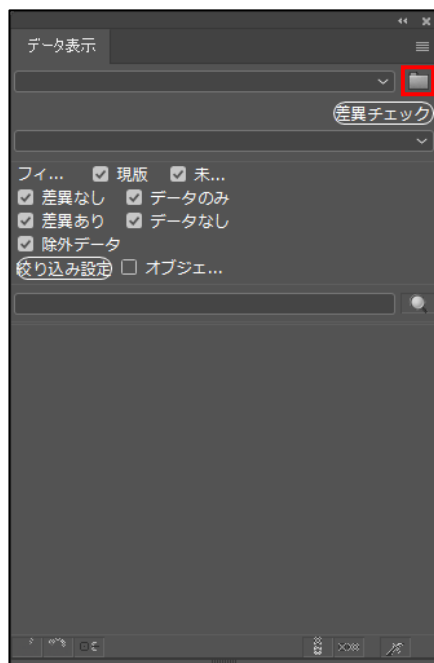 データ表示
差異チェック
フィ... 現版 未...
差異なし データのみ
差異あり データなし
除外データ
絞り込み設定 オブジェ...